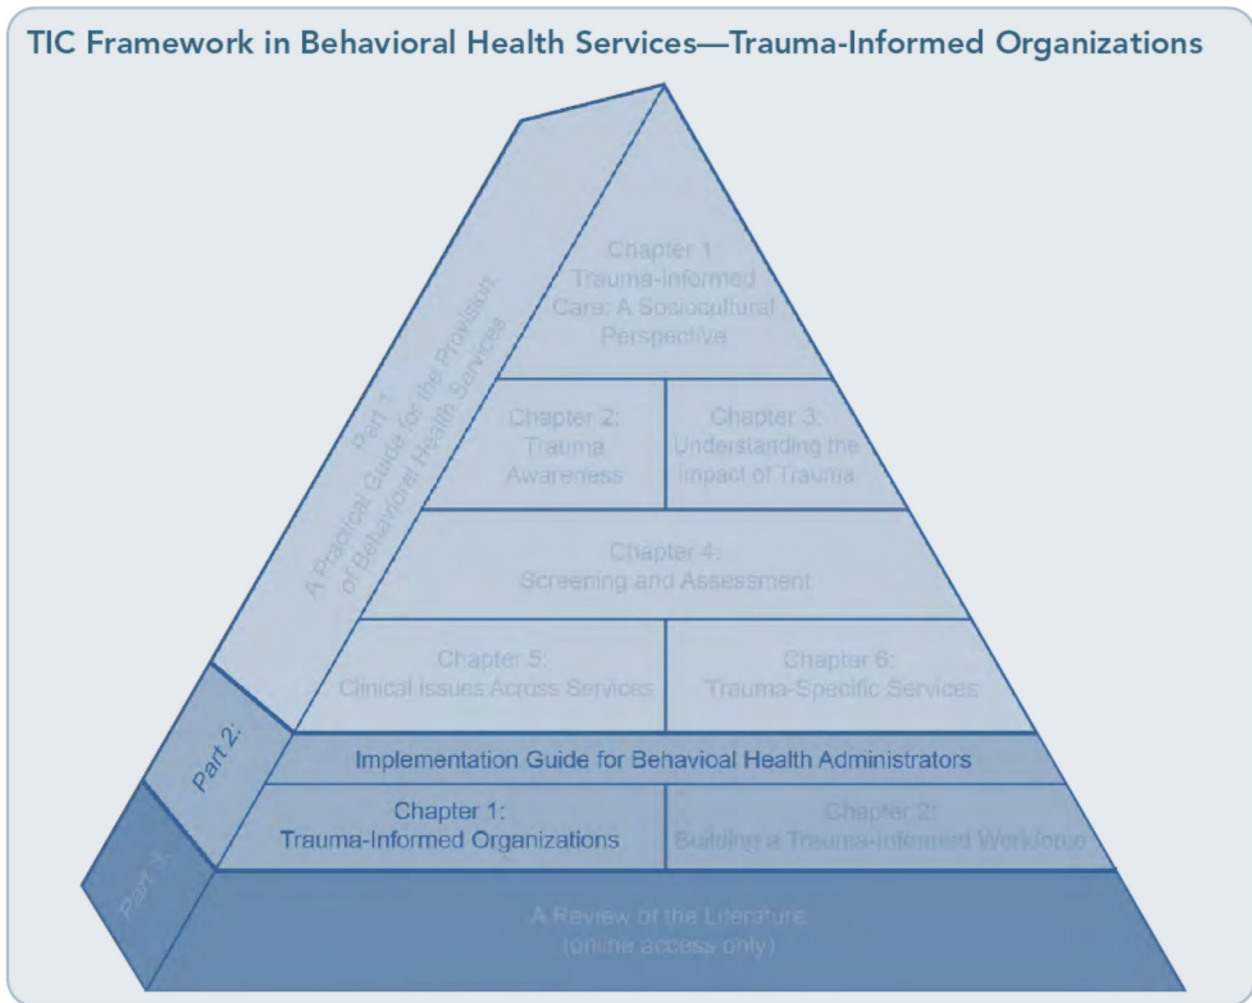 TIC Framework in Behavioral Health Services—Trauma-Informed Organizations
Part 1
A Practical Guide for the Provision
of Behavioral Health Services
Chapter 1
Trauma-Informed
Care: A Sociocultural
Perspective
Chapter 2:
Trauma
Awareness
Chapter 3:
Understanding the
Impact of Trauma
Chapter 4:
Screening and Assessment
Chapter 5:
Clinical Issues Across Services
Chapter 6:
Trauma-Specific Services
Part 2:
Implementation Guide for Behavioal Health Administrators
Chapter 1:
Trauma-Informed Organizations
Chapter 2:
Building a Trauma-Informed Workforce
Part 3:
A Review of the Literature
(online access only)